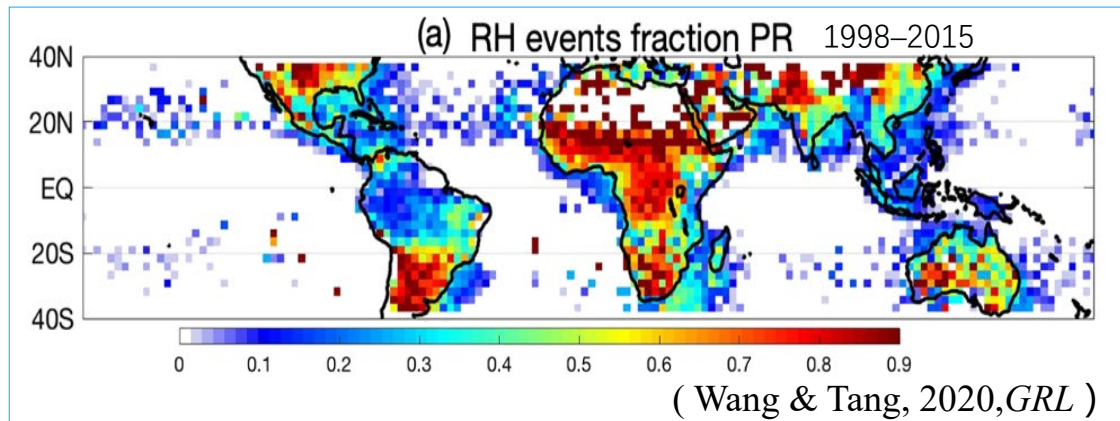 (a) RH events fraction PR 1998–2015
40N
20N
EQ
20S
40S
0 0.1 0.2 0.3 0.4 0.5 0.6 0.7 0.8 0.9
( Wang & Tang, 2020,GRL )